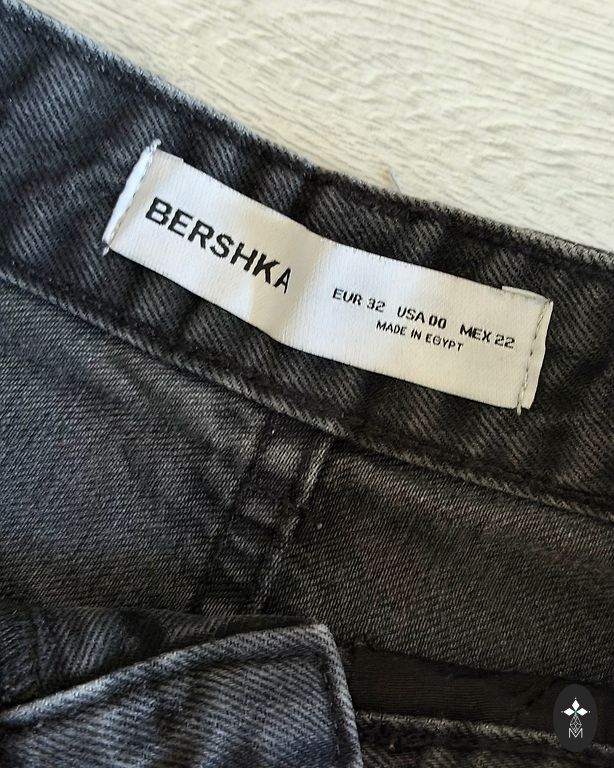 BERSHKA
EUR 32 USA 00 MEX 22
MADE IN EGYPT
M